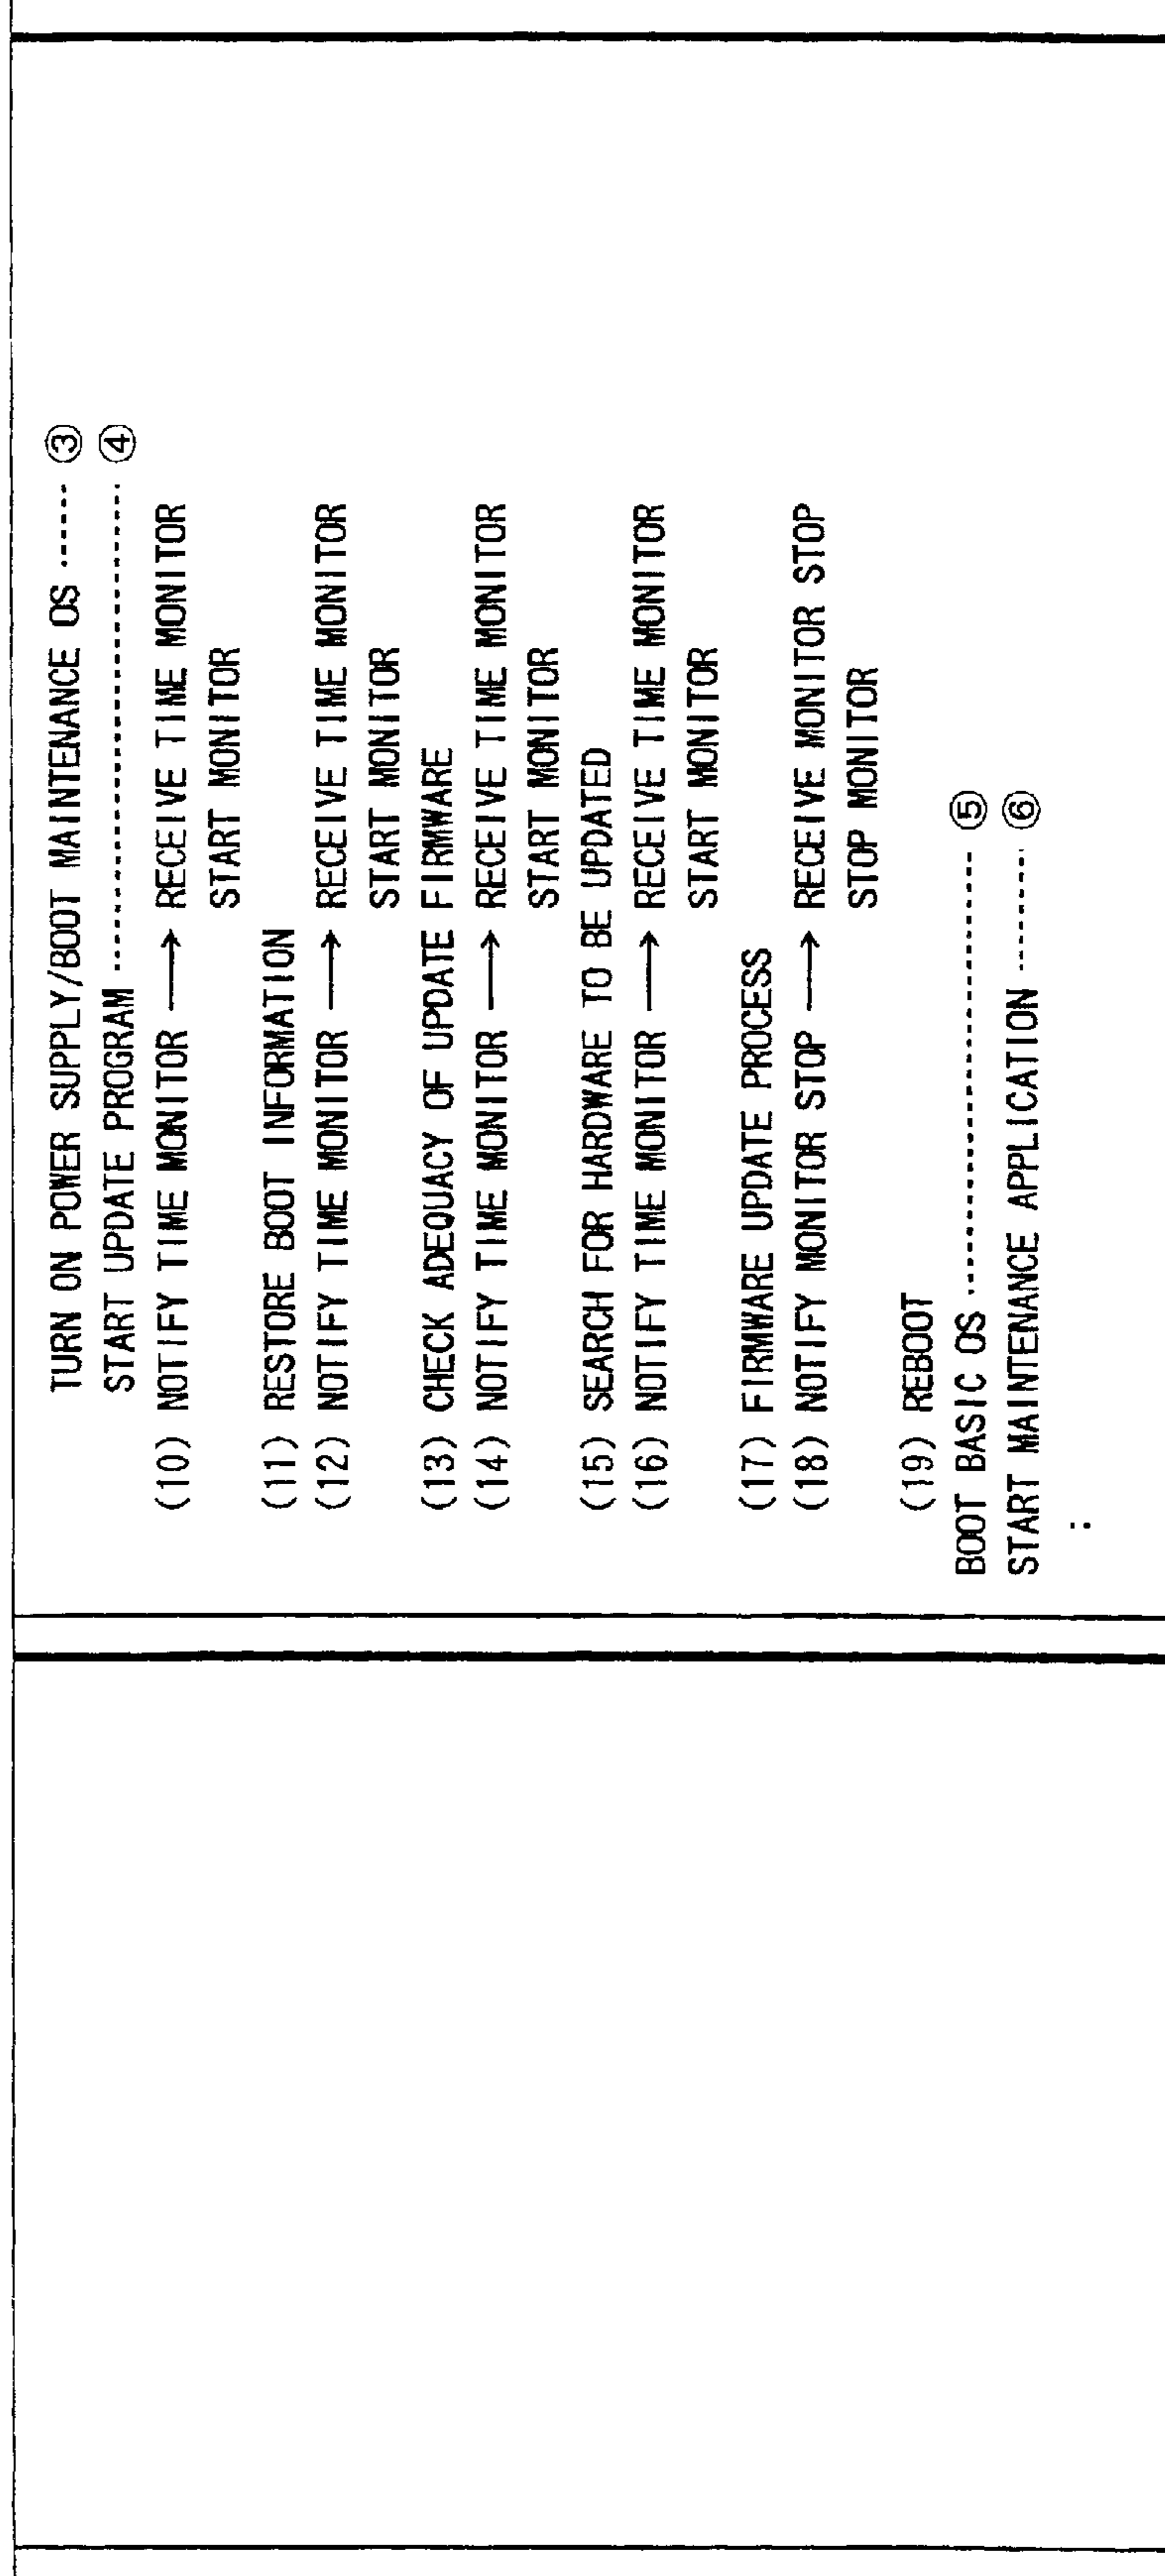 TURN ON POWER SUPPLY/BOOT MAINTENANCE OS ------ ③
START UPDATE PROGRAM ------------------------------ ④
(10) NOTIFY TIME MONITOR ⟶ RECEIVE TIME MONITOR
START MONITOR
(11) RESTORE BOOT INFORMATION
(12) NOTIFY TIME MONITOR ⟶ RECEIVE TIME MONITOR
START MONITOR
(13) CHECK ADEQUACY OF UPDATE FIRMWARE
(14) NOTIFY TIME MONITOR ⟶ RECEIVE TIME MONITOR
START MONITOR
(15) SEARCH FOR HARDWARE TO BE UPDATED
(16) NOTIFY TIME MONITOR ⟶ RECEIVE TIME MONITOR
START MONITOR
(17) FIRMWARE UPDATE PROCESS
(18) NOTIFY MONITOR STOP ⟶ RECEIVE MONITOR STOP
STOP MONITOR
(19) REBOOT
BOOT BASIC OS ------------------------------ ⑤
START MAINTENANCE APPLICATION --------- ⑥
: